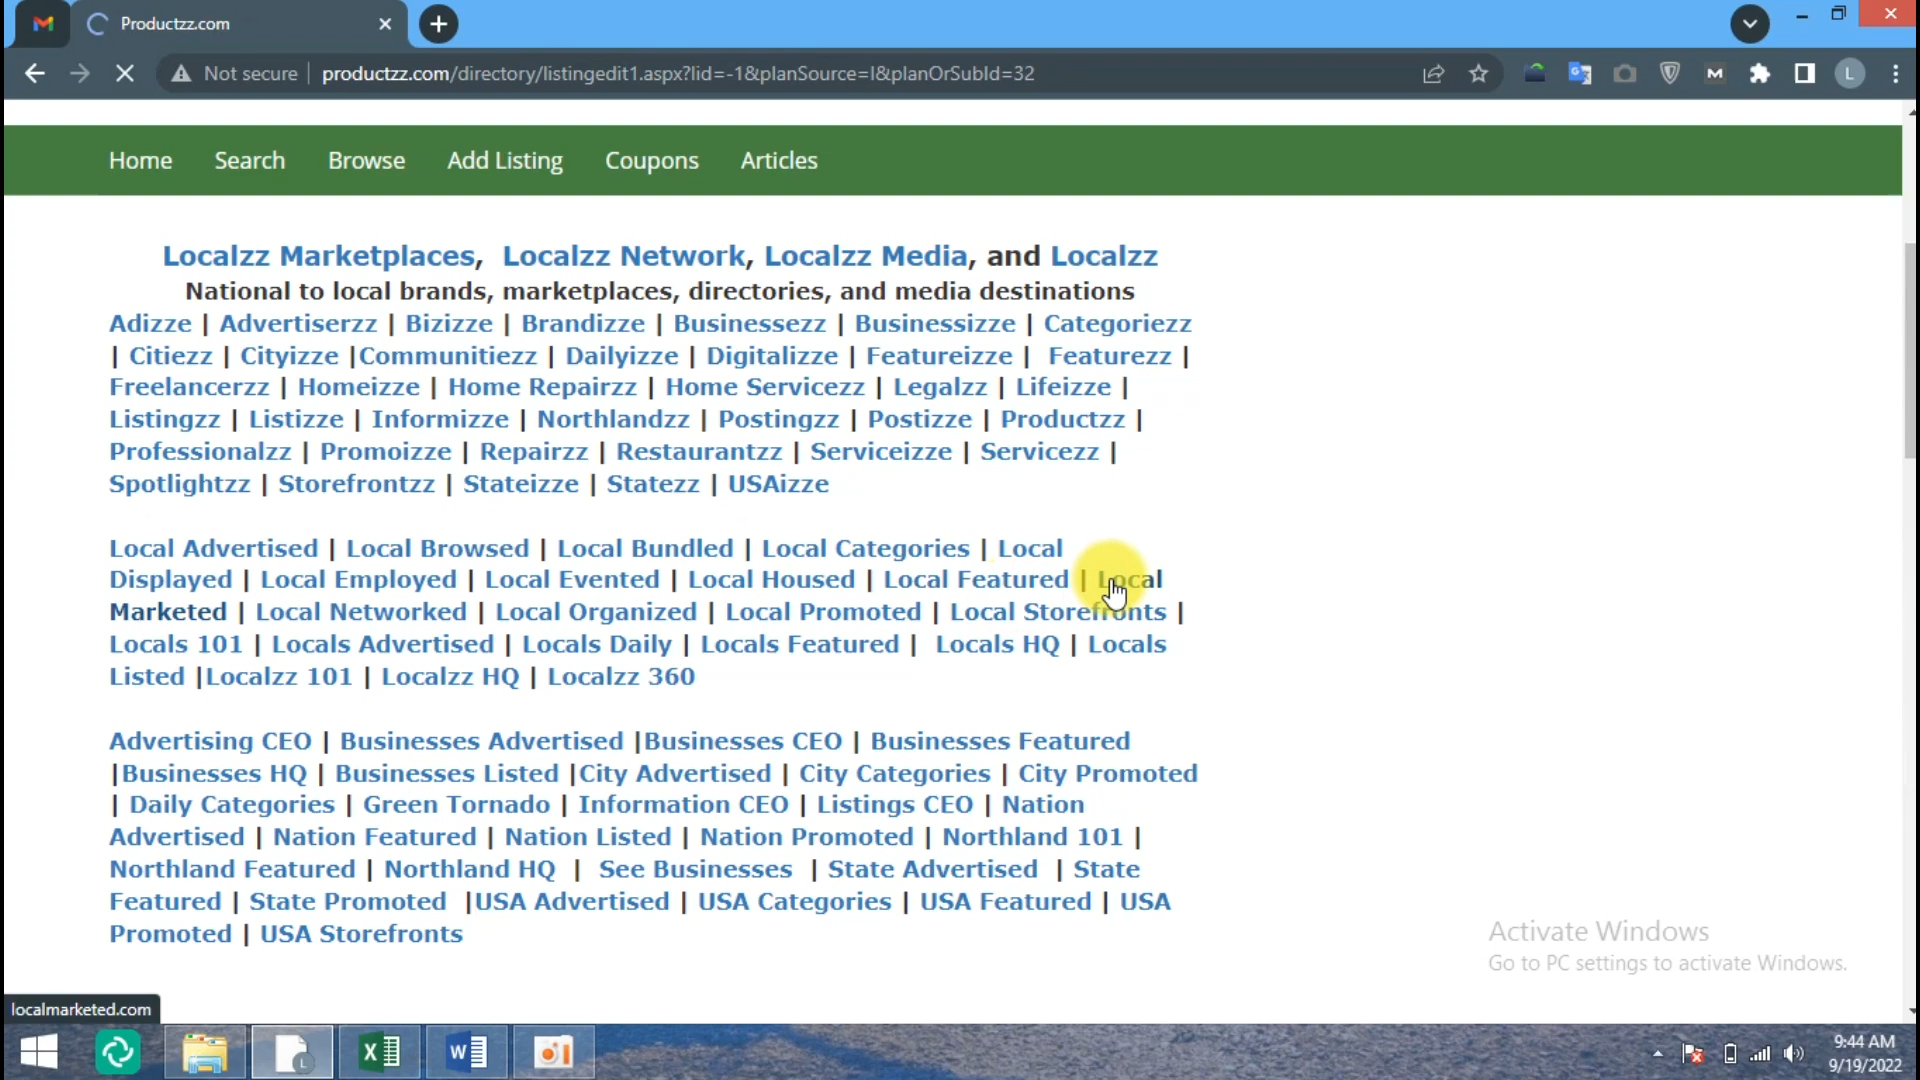 Productzz.com
Not secure | productzz.com/directory/listingedit1.aspx?lid=-1&planSource=I&planOrSubId=32
M
L
Home Search Browse Add Listing Coupons Articles
Localzz Marketplaces, Localzz Network, Localzz Media, and Localzz
National to local brands, marketplaces, directories, and media destinations
Adizze | Advertiserzz | Bizizze | Brandizze | Businessezz | Businessizze | Categoriezz
| Citiezz | Cityizze |Communitiezz | Dailyizze | Digitalizze | Featureizze | Featurezz |
Freelancerzz | Homeizze | Home Repairzz | Home Servicezz | Legalzz | Lifeizze |
Listingzz | Listizze | Informizze | Northlandzz | Postingzz | Postizze | Productzz |
Professionalzz | Promoizze | Repairzz | Restaurantzz | Serviceizze | Servicezz |
Spotlightzz | Storefrontzz | Stateizze | Statezz | USAizze
Local Advertised | Local Browsed | Local Bundled | Local Categories | Local
Displayed | Local Employed | Local Evented | Local Housed | Local Featured | Local
Marketed | Local Networked | Local Organized | Local Promoted | Local Storefronts |
Locals 101 | Locals Advertised | Locals Daily | Locals Featured | Locals HQ | Locals
Listed |Localzz 101 | Localzz HQ | Localzz 360
Advertising CEO | Businesses Advertised |Businesses CEO | Businesses Featured
|Businesses HQ | Businesses Listed |City Advertised | City Categories | City Promoted
| Daily Categories | Green Tornado | Information CEO | Listings CEO | Nation
Advertised | Nation Featured | Nation Listed | Nation Promoted | Northland 101 |
Northland Featured | Northland HQ | See Businesses | State Advertised | State
Featured | State Promoted |USA Advertised | USA Categories | USA Featured | USA
Promoted | USA Storefronts
Activate Windows
Go to PC settings to activate Windows.
localmarketed.com
9:44 AM
9/19/2022